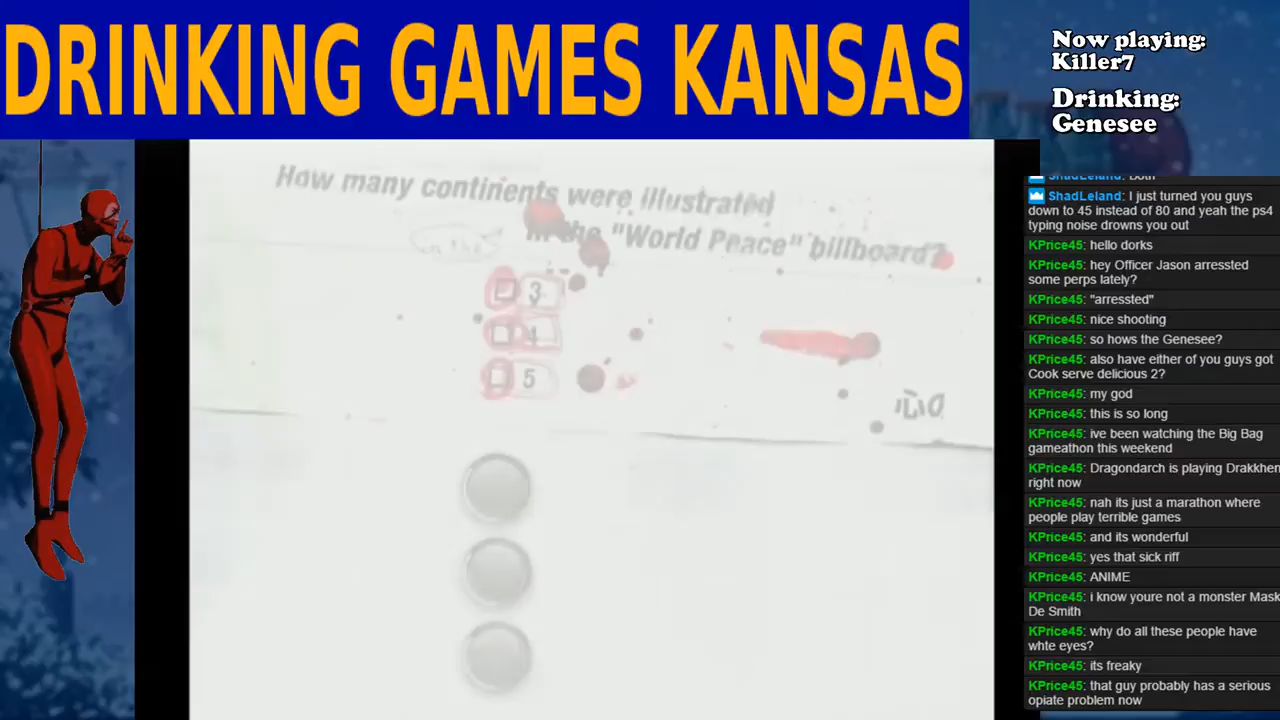 DRINKING GAMES KANSAS
Now playing:
Killer7
Drinking:
Genesee
How many continents were illustrated
in the "World Peace" billboard?
3
4
5
ShadLeland: Both
ShadLeland: I just turned you guys
down to 45 instead of 80 and yeah the ps4
typing noise drowns you out
KPrice45: hello dorks
KPrice45: hey Officer Jason arressted
some perps lately?
KPrice45: "arressted"
KPrice45: nice shooting
KPrice45: so hows the Genesee?
KPrice45: also have either of you guys got
Cook serve delicious 2?
KPrice45: my god
KPrice45: this is so long
KPrice45: ive been watching the Big Bag
gameathon this weekend
KPrice45: Dragondarch is playing Drakkhen
right now
KPrice45: nah its just a marathon where
people play terrible games
KPrice45: and its wonderful
KPrice45: yes that sick riff
KPrice45: ANIME
KPrice45: i know youre not a monster Mask
De Smith
KPrice45: why do all these people have
whte eyes?
KPrice45: its freaky
KPrice45: that guy probably has a serious
opiate problem now